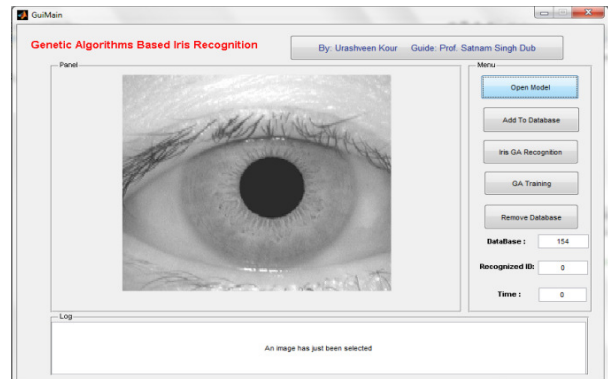 GuiMain
Genetic Algorithms Based Iris Recognition
By: Urashveen Kour Guide: Prof. Satnam Singh Dub
Panel
Menu
Open Model
Add To Database
Iris GA Recognition
GA Training
Remove Database
DataBase : 154
Recognized IB: 0
Time : 0
Log
An image has just been selected